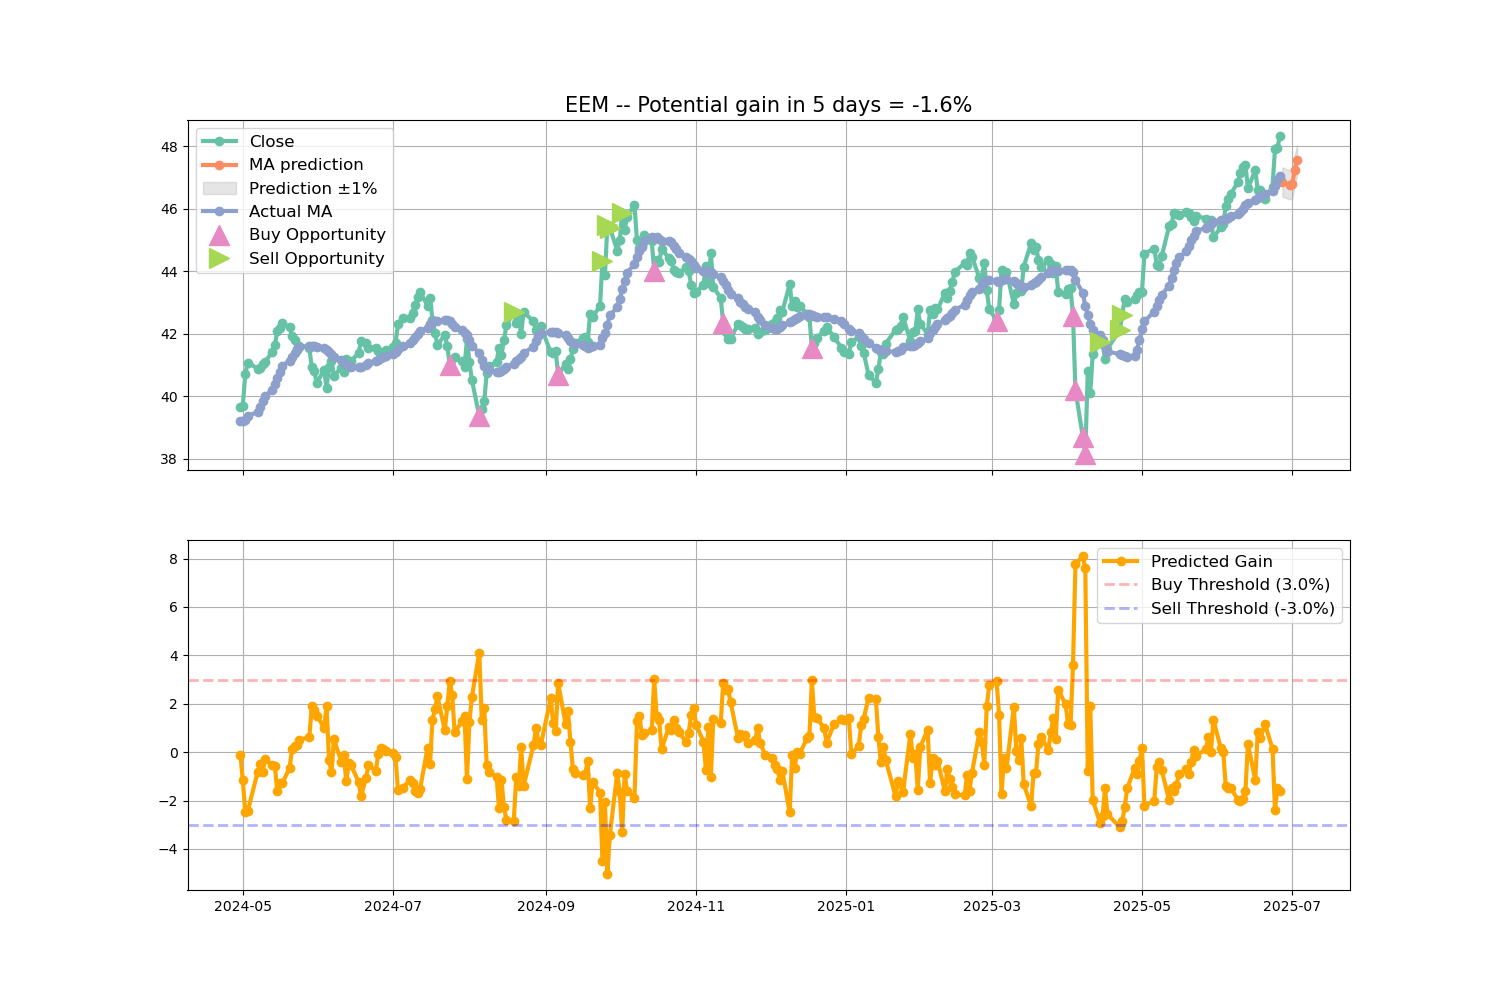 EEM -- Potential gain in 5 days = -1.6%
48
46
44
42
40
38
Close
MA prediction
Prediction ±1%
Actual MA
Buy Opportunity
Sell Opportunity
8
6
4
2
0
−2
−4
Predicted Gain
Buy Threshold (3.0%)
Sell Threshold (-3.0%)
2024-05 2024-07 2024-09 2024-11 2025-01 2025-03 2025-05 2025-07